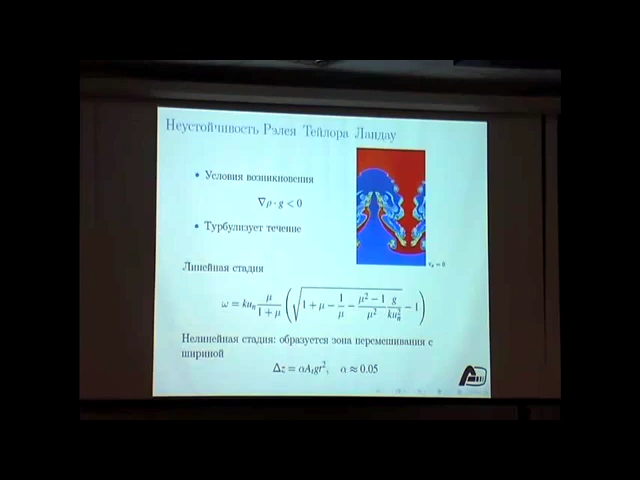 Неустойчивость Рэлея Тейлора Ландау
• Условия возникновения
∇ρ · g < 0
• Турбулизует течение
Линейная стадия
ω = ku_n μ/(1 + μ) (√(1 + μ − 1/μ − (μ² − 1)/μ² g/(ku_n²)) − 1)
Нелинейная стадия: образуется зона перемешивания с
шириной
Δz = αA_t gt², α ≈ 0.05